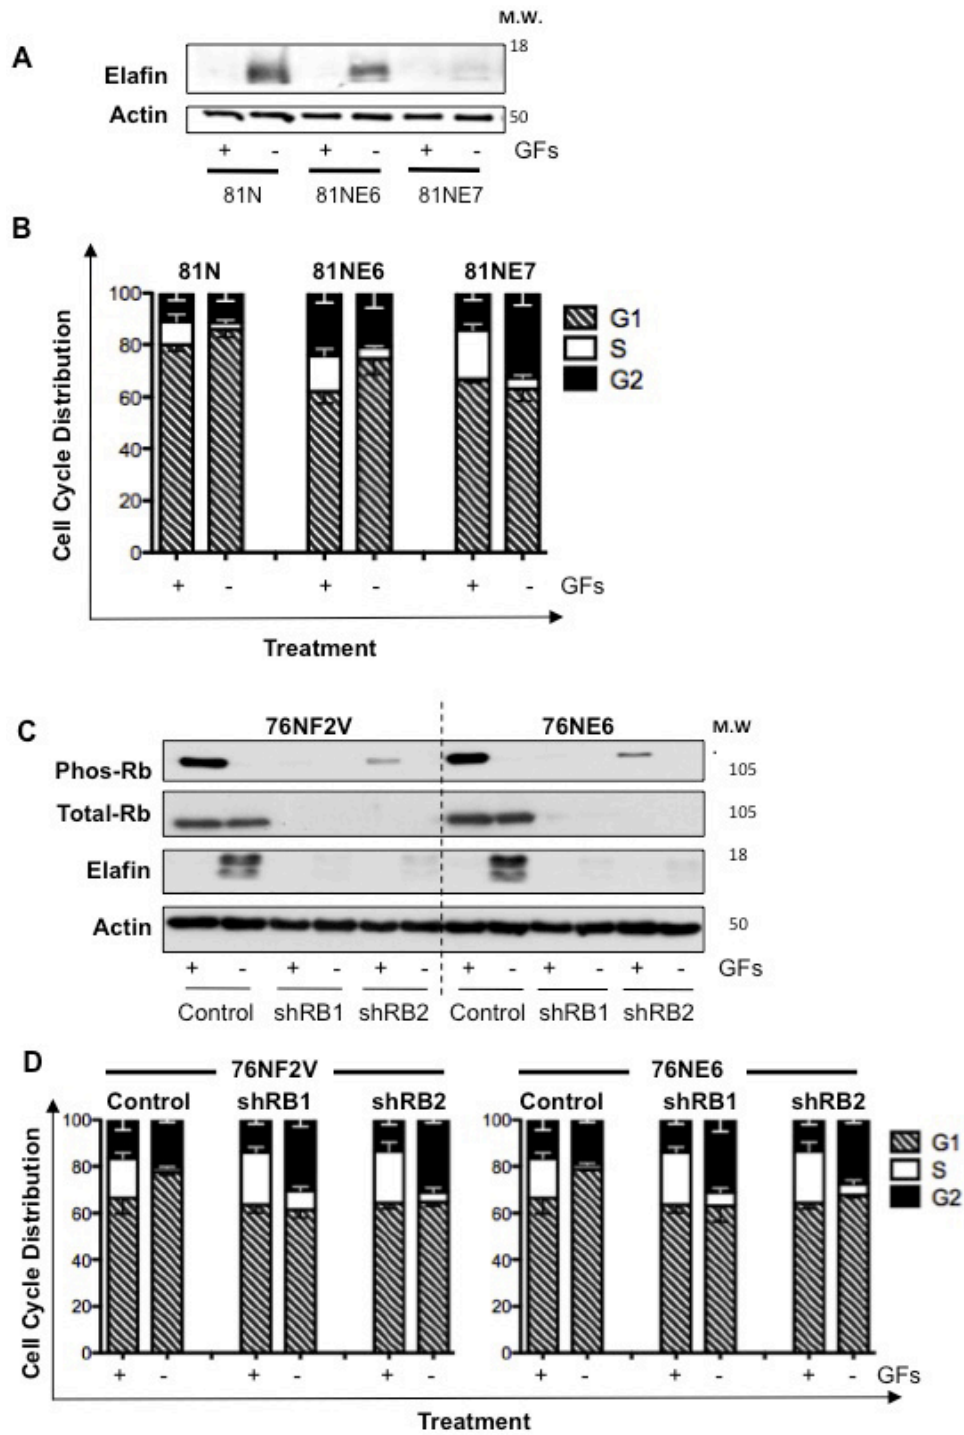 M.W.
A
18
Elafin
Actin
50
+ - + - + - GFs
81N 81NE6 81NE7
B
81N 81NE6 81NE7
100
80
60
40
20
0
Cell Cycle Distribution
G1
S
G2
+ - + - + - GFs
Treatment
C
76NF2V 76NE6 M.W
Phos-Rb 105
Total-Rb 105
Elafin 18
Actin 50
+ - + - + - + - + - + - GFs
Control shRB1 shRB2 Control shRB1 shRB2
D
76NF2V 76NE6
Control shRB1 shRB2 Control shRB1 shRB2
100 100
80 80
60 60
40 40
20 20
0 0
Cell Cycle Distribution
G1
S
G2
+ - + - + - + - + - + - GFs
Treatment